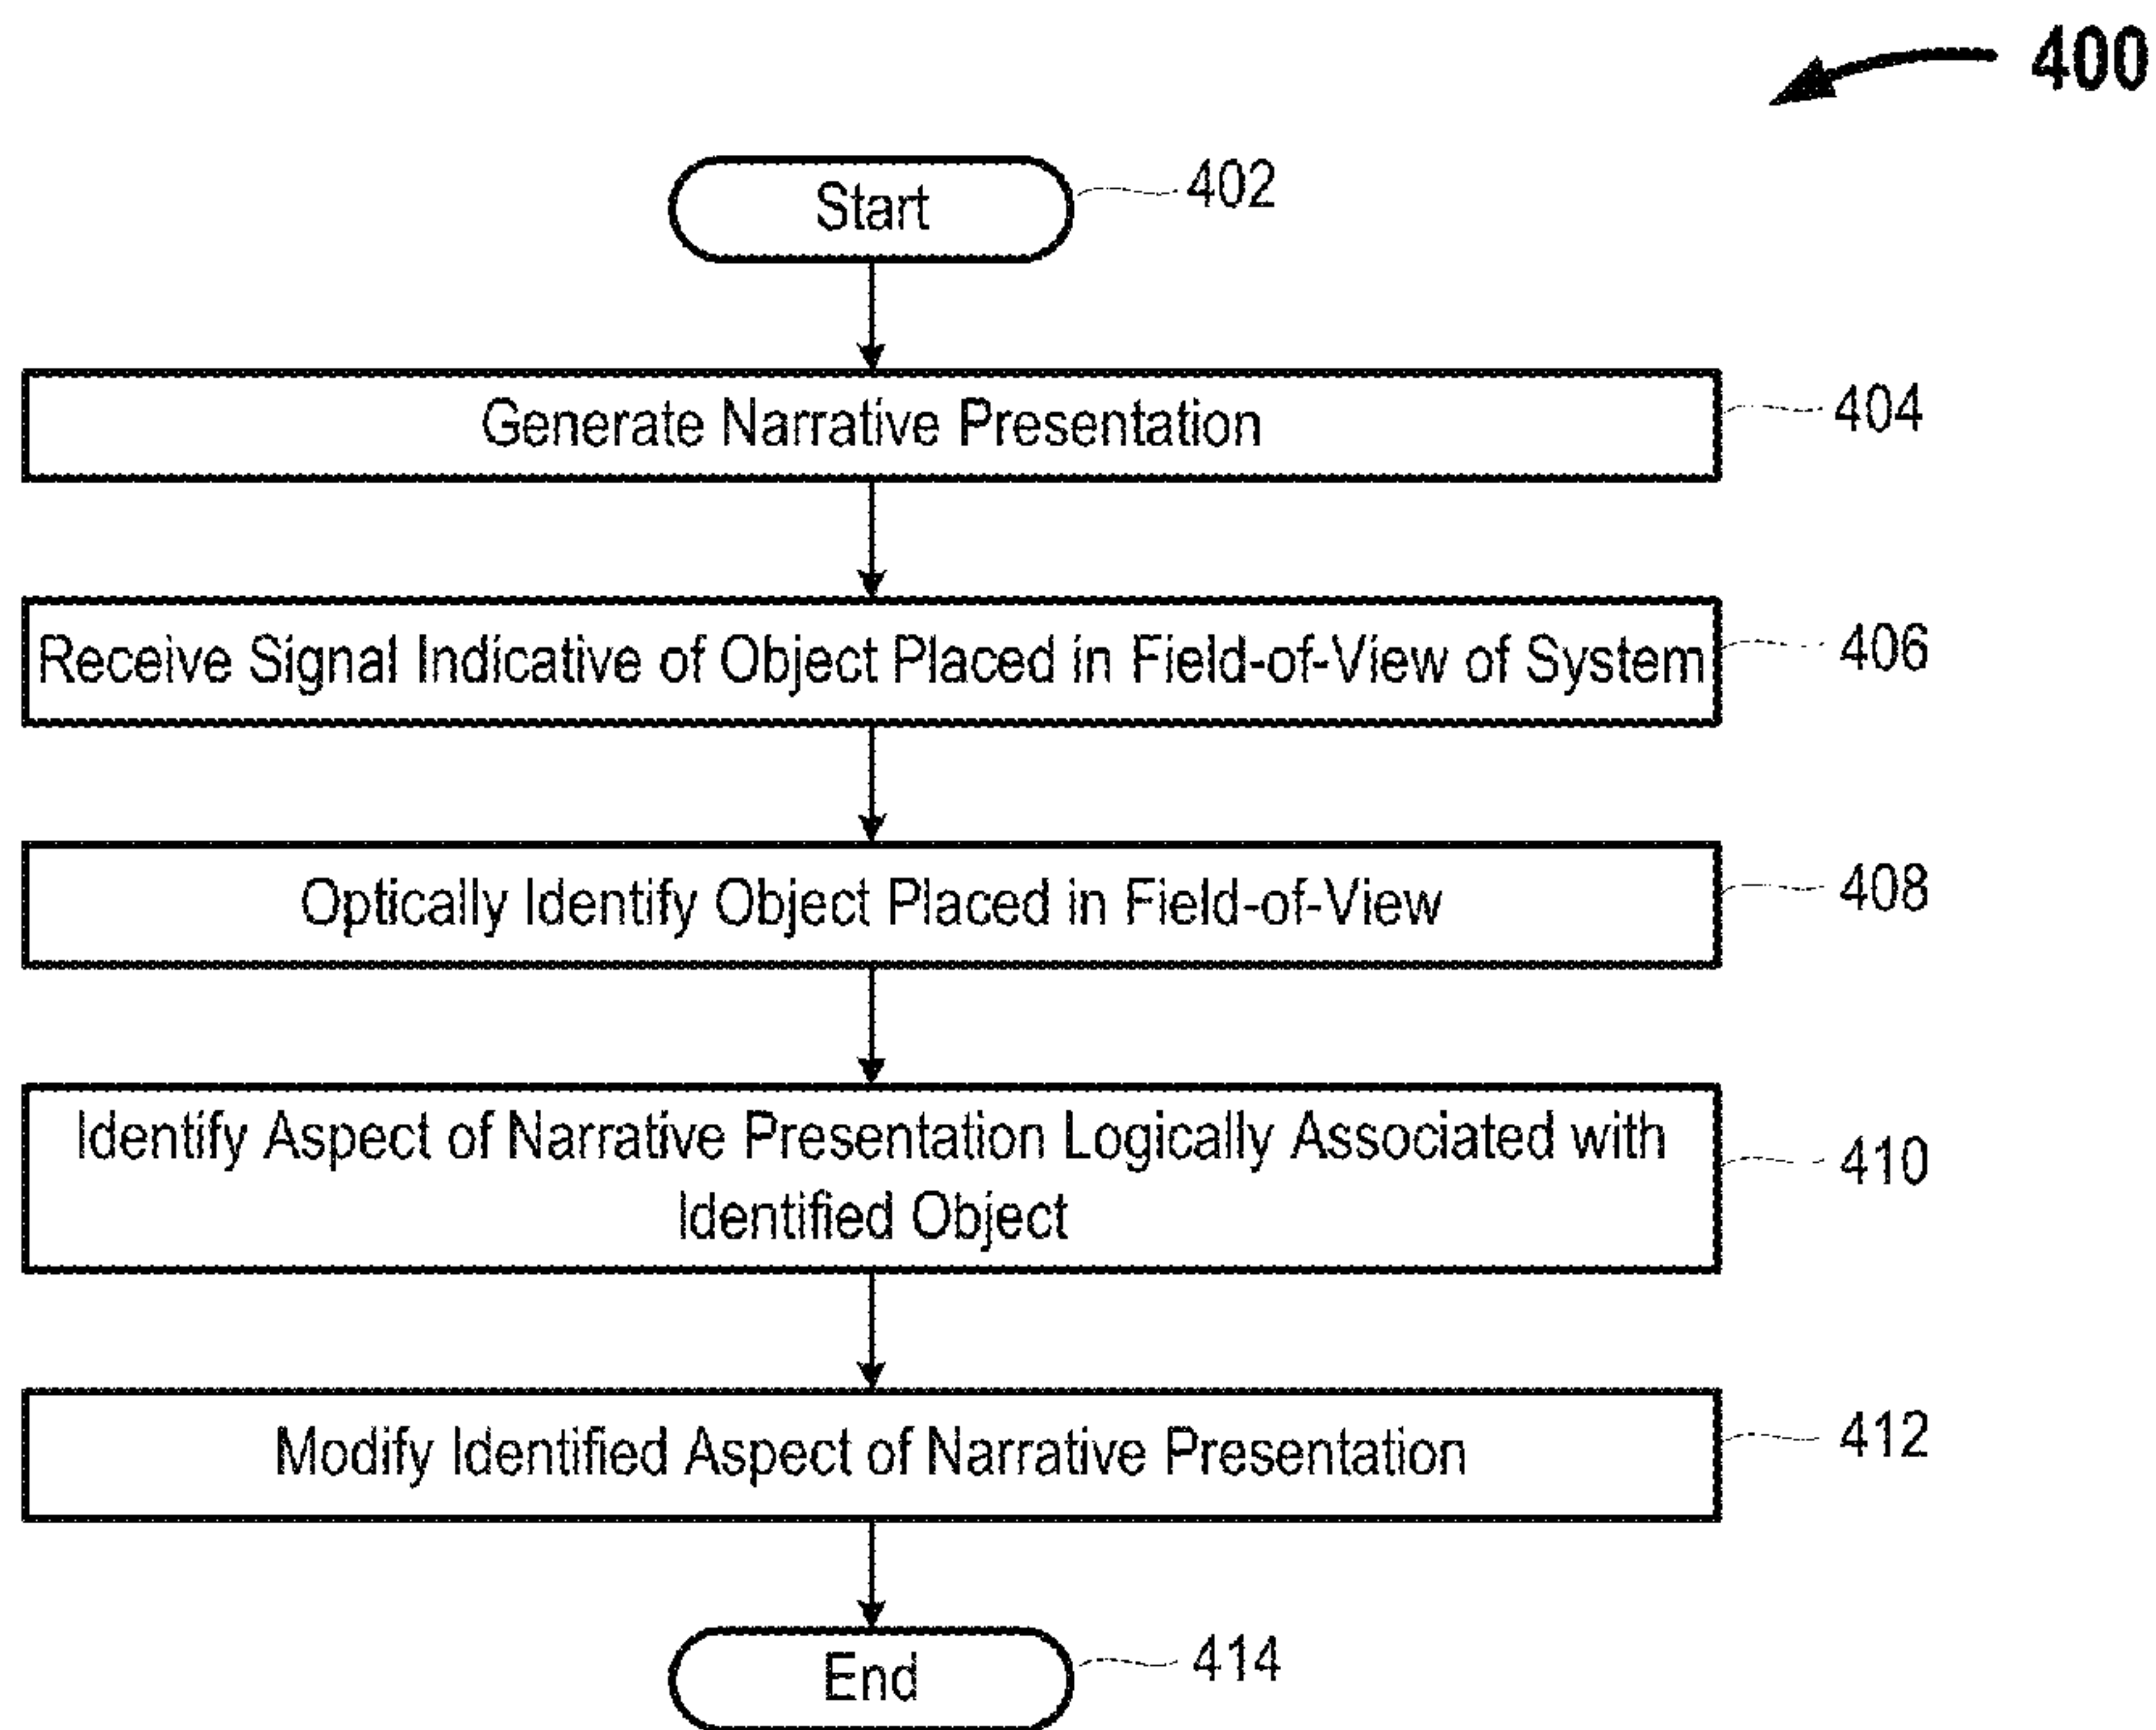 400
Start
402
Generate Narrative Presentation
404
Receive Signal Indicative of Object Placed in Field-of-View of System
406
Optically Identify Object Placed in Field-of-View
408
Identify Aspect of Narrative Presentation Logically Associated with
Identified Object
410
Modify Identified Aspect of Narrative Presentation
412
End
414